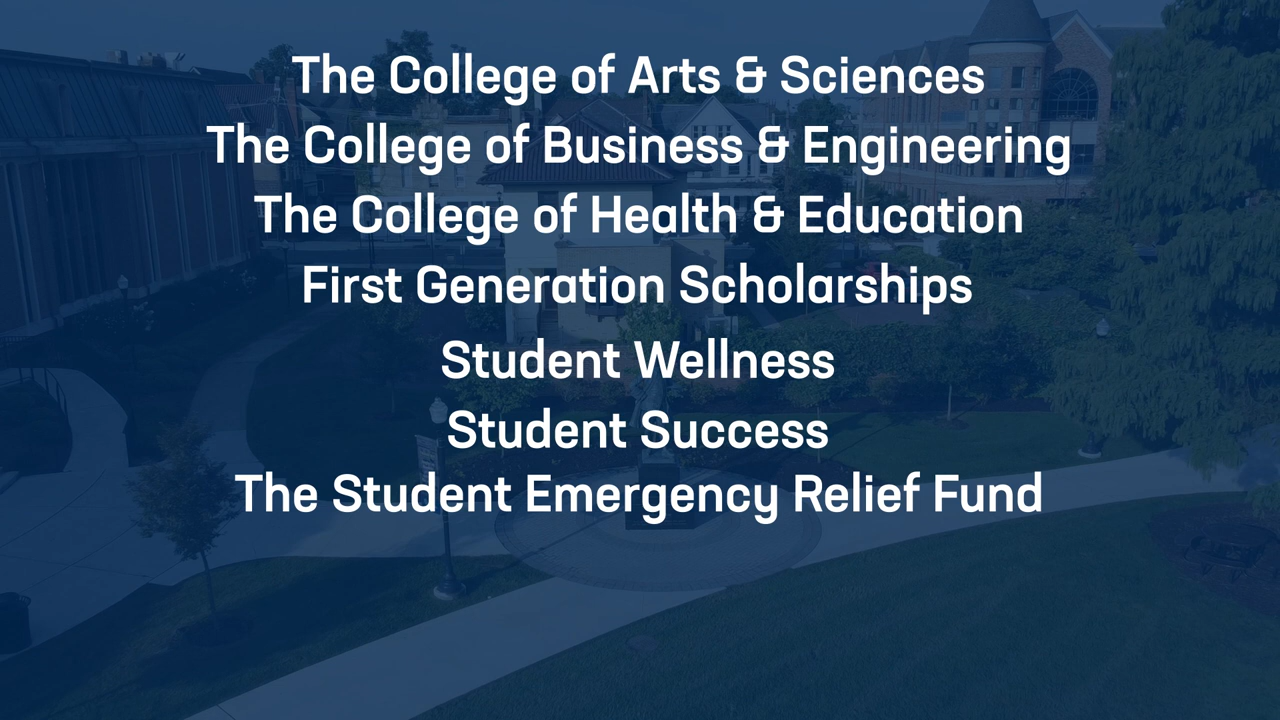 The College of Arts & Sciences
The College of Business & Engineering
The College of Health & Education
First Generation Scholarships
Student Wellness
Student Success
The Student Emergency Relief Fund